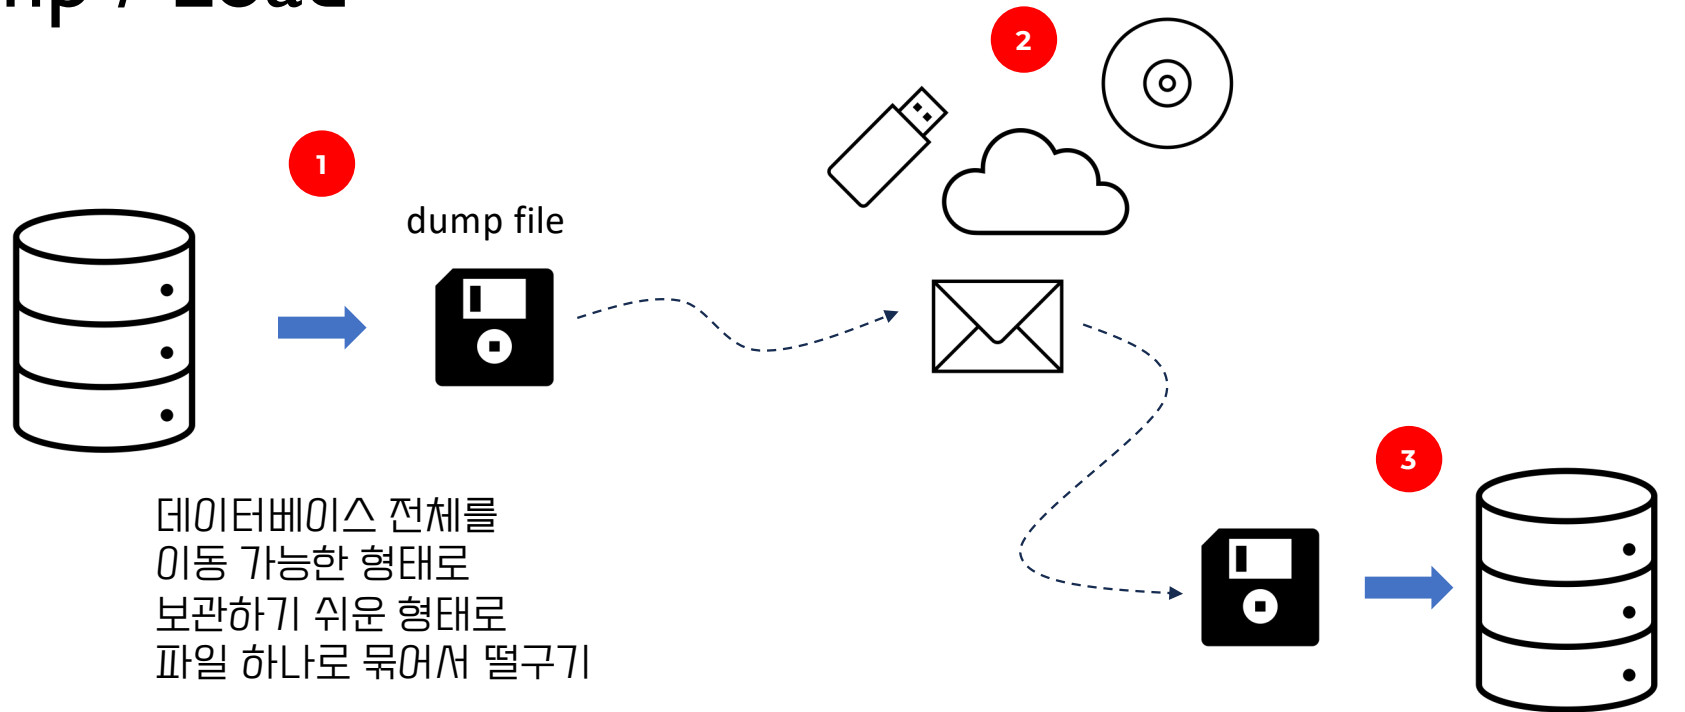 / Load
2
1
dump file
3
데이터베이스 전체를
이동 가능한 형태로
보관하기 쉬운 형태로
파일 하나로 묶어서 떨구기